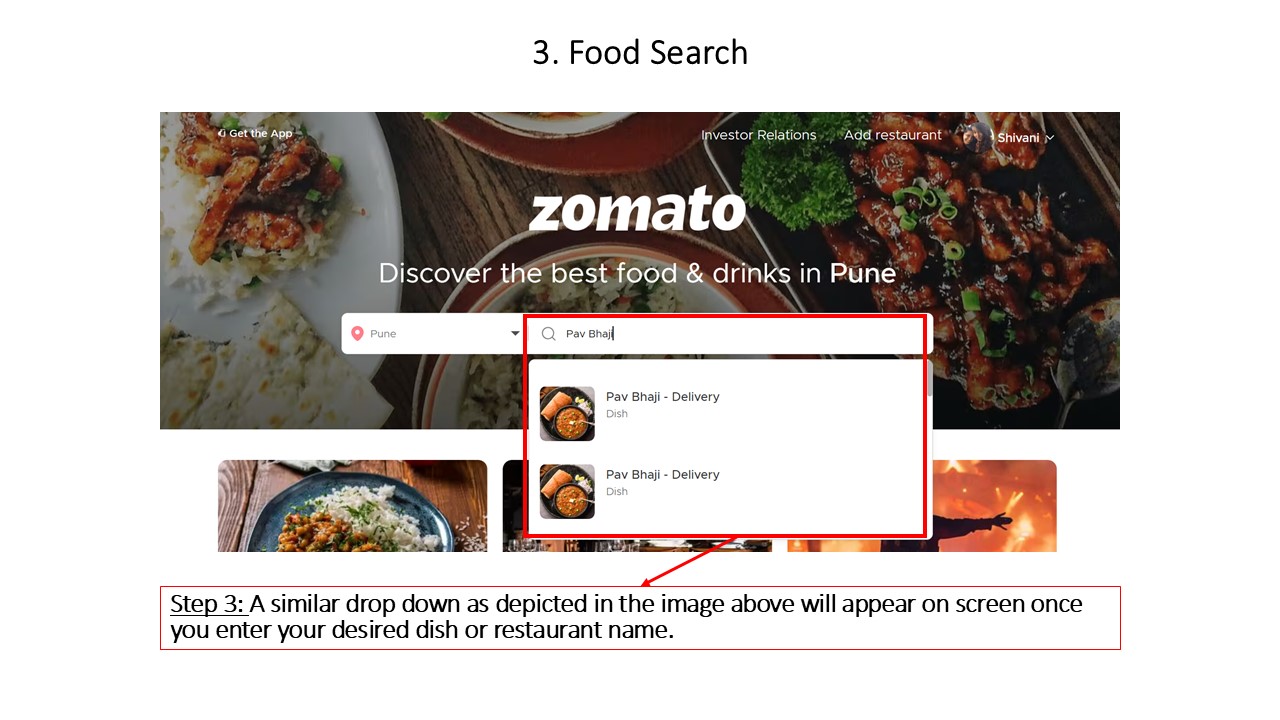 3. Food Search
Get the App
Investor Relations
Add restaurant
Shivani
zomato
Discover the best food & drinks in Pune
Pune
Pav Bhaji
Pav Bhaji - Delivery
Dish
Pav Bhaji - Delivery
Dish
Step 3: A similar drop down as depicted in the image above will appear on screen once
you enter your desired dish or restaurant name.